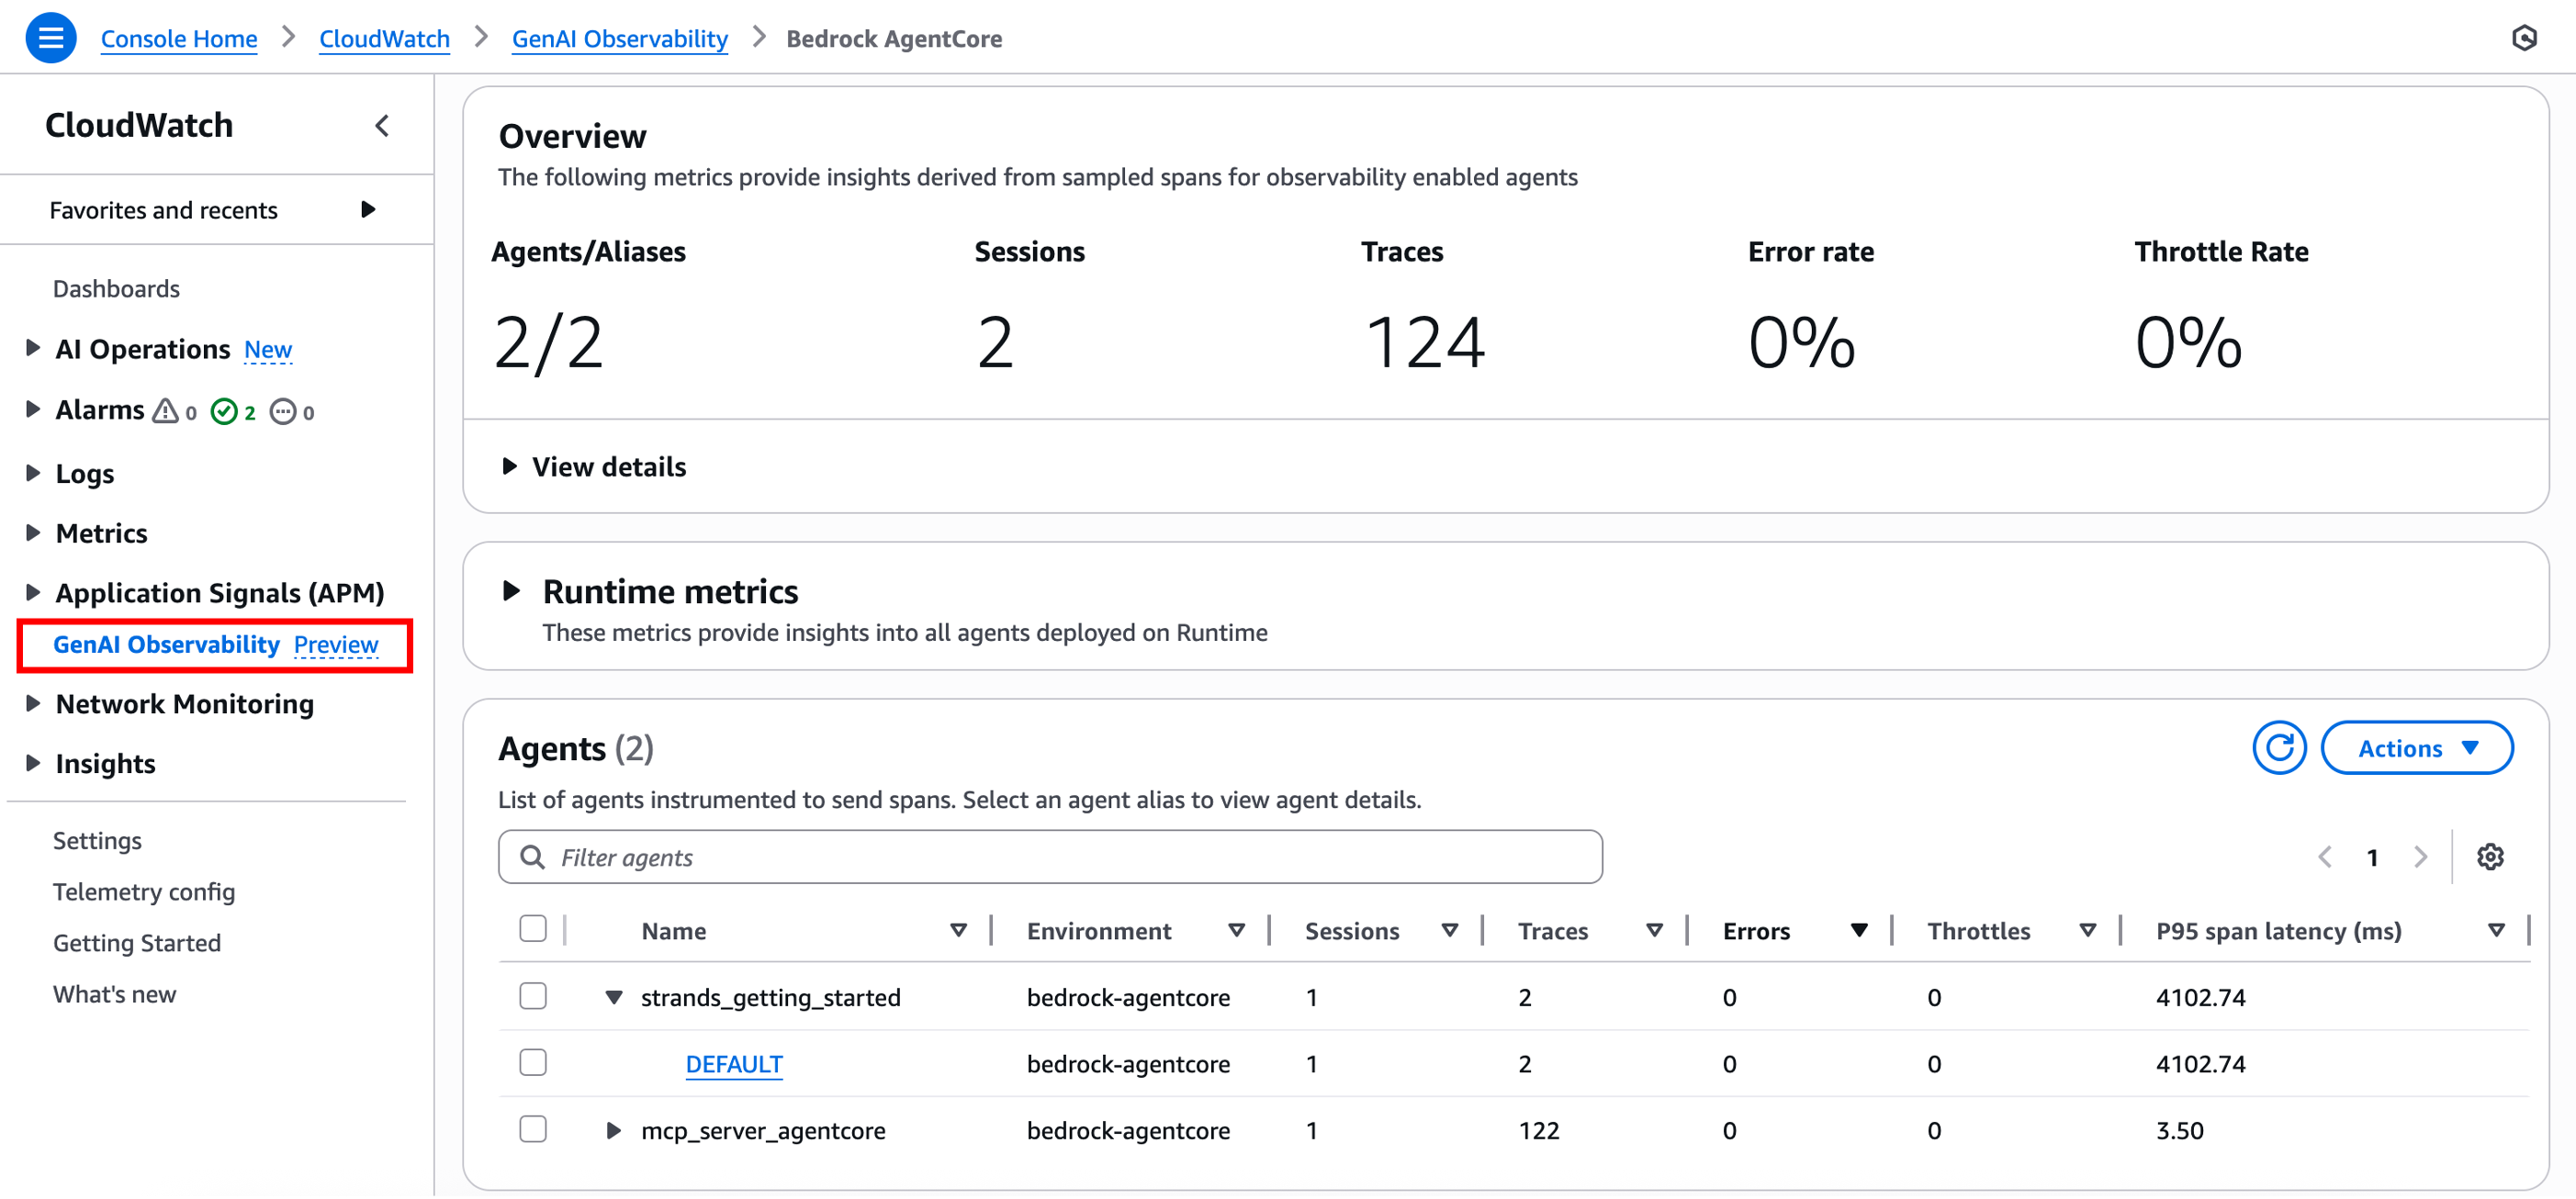 Console Home > CloudWatch > GenAI Observability > Bedrock AgentCore
CloudWatch
Favorites and recents
Dashboards
AI Operations New
Alarms 0 2 0
Logs
Metrics
Application Signals (APM)
GenAI Observability Preview
Network Monitoring
Insights
Settings
Telemetry config
Getting Started
What's new
Overview
The following metrics provide insights derived from sampled spans for observability enabled agents
Agents/Aliases Sessions Traces Error rate Throttle Rate
2/2 2 124 0% 0%
View details
Runtime metrics
These metrics provide insights into all agents deployed on Runtime
Agents (2)
Actions
List of agents instrumented to send spans. Select an agent alias to view agent details.
Filter agents
1
Name Environment Sessions Traces Errors Throttles P95 span latency (ms)
strands_getting_started bedrock-agentcore 1 2 0 0 4102.74
DEFAULT bedrock-agentcore 1 2 0 0 4102.74
mcp_server_agentcore bedrock-agentcore 1 122 0 0 3.50